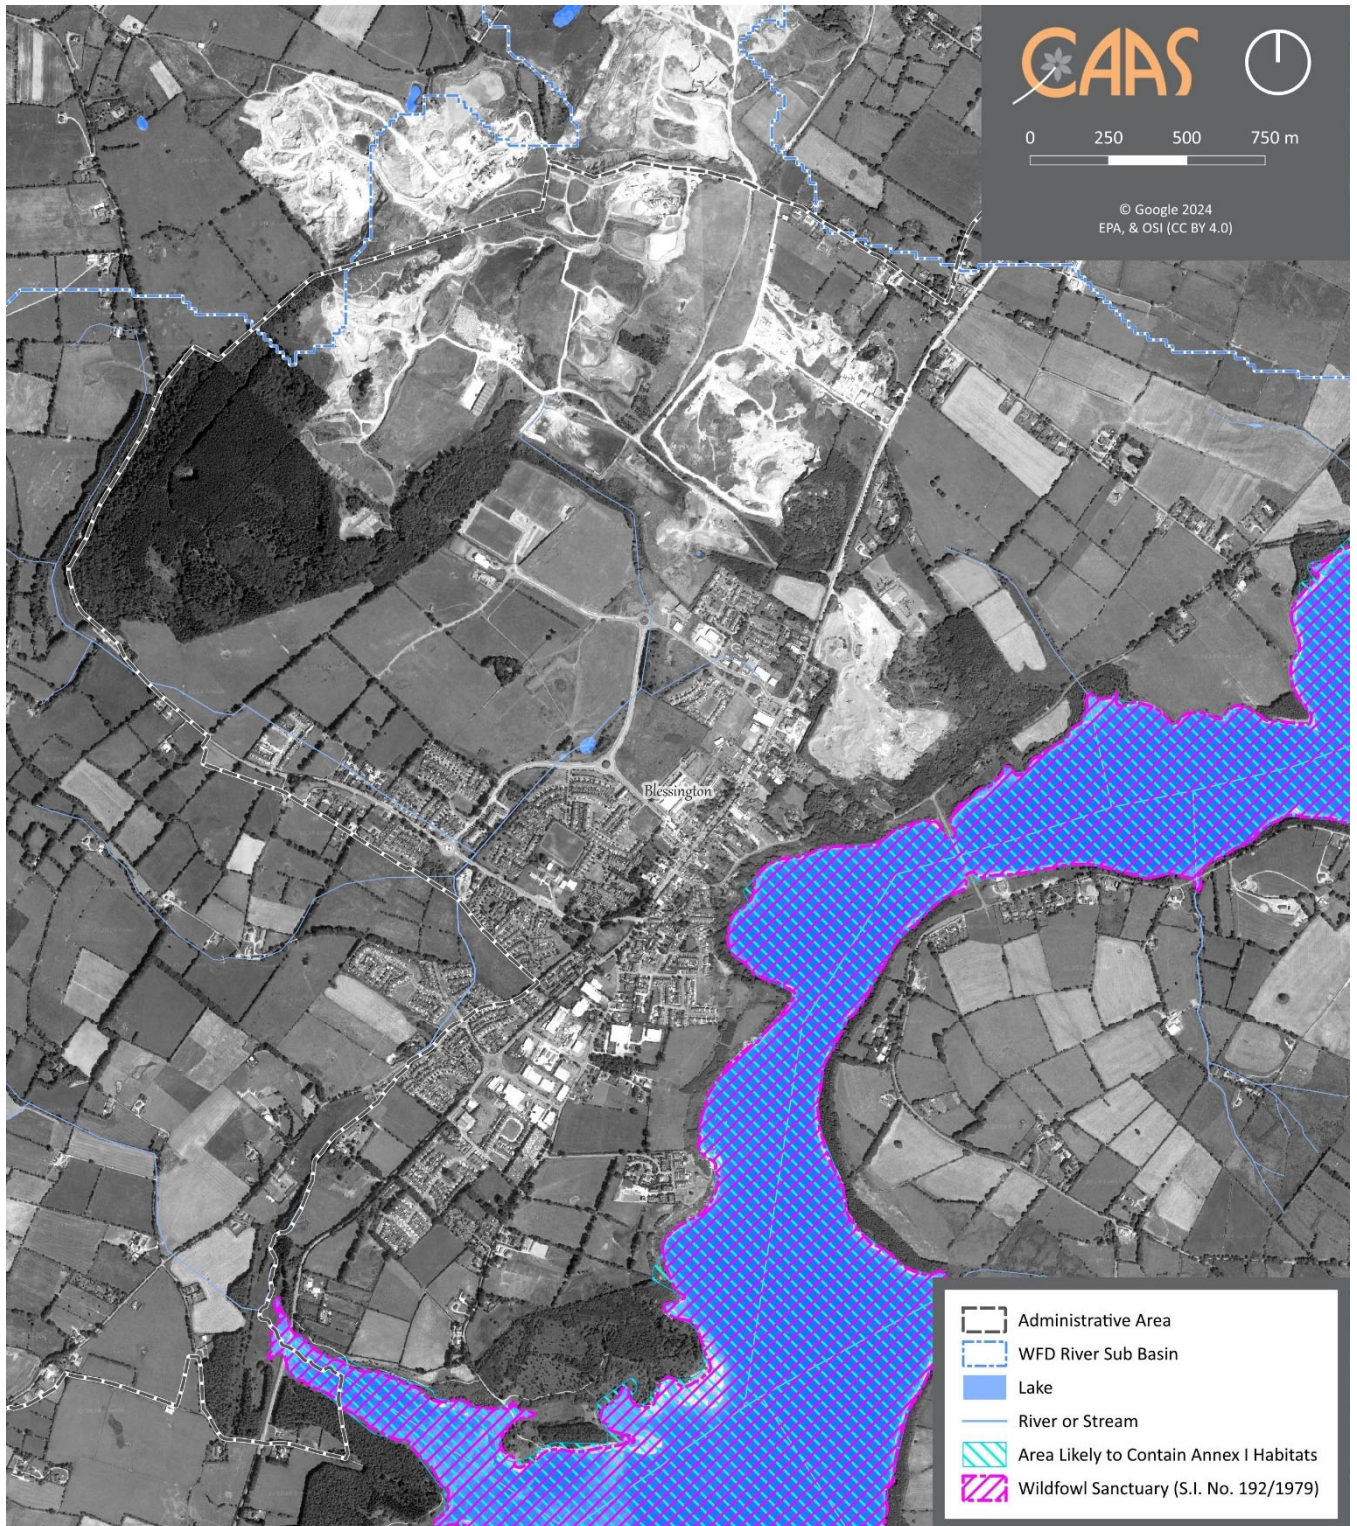 CAAS
0 250 500 750 m
© Google 2024
EPA, & OSI (CC BY 4.0)
Blessington
Administrative Area
WFD River Sub Basin
Lake
River or Stream
Area Likely to Contain Annex I Habitats
Wildfowl Sanctuary (S.I. No. 192/1979)